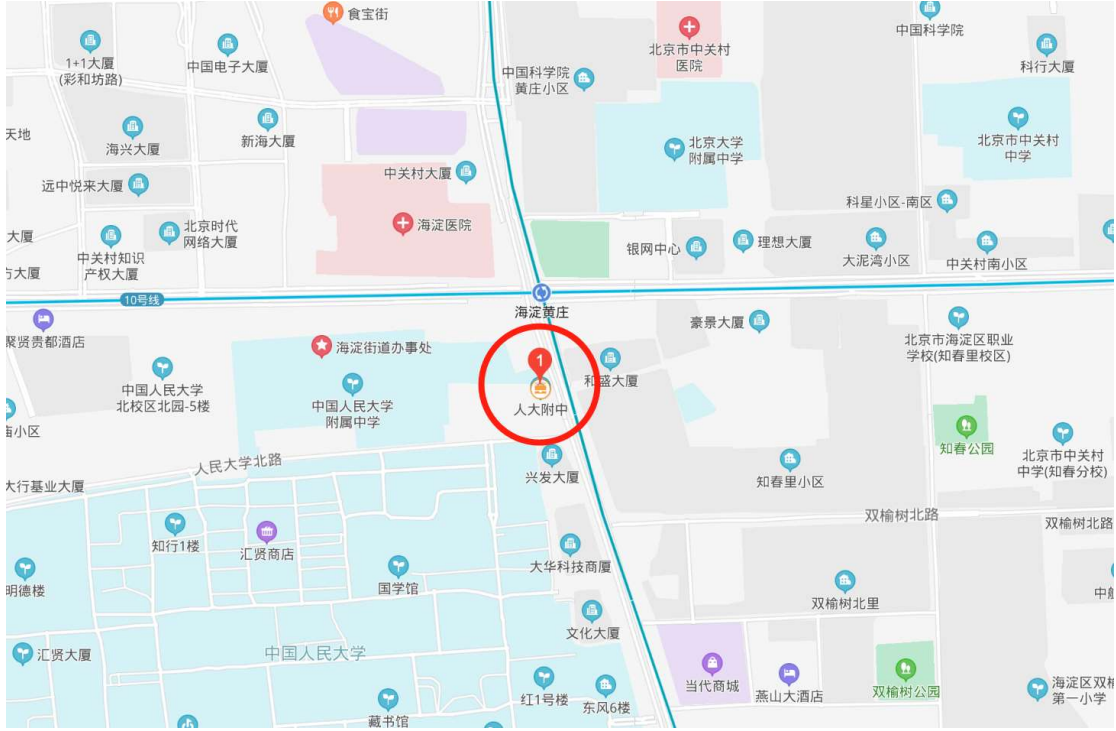 食宝街
中国科学院
1+1大厦
(彩和坊路)
中国电子大厦
北京市中关村
医院
科行大厦
中国科学院
黄庄小区
天地
海兴大厦
新海大厦
北京大学
附属中学
北京市中关村
中学
中关村大厦
远中悦来大厦
科星小区-南区
海淀医院
北京时代
网络大厦
大厦
中关村知识
产权大厦
银网中心
理想大厦
大泥湾小区
中关村南小区
方大厦
10号线
海淀黄庄
聚贤贵都酒店
海淀街道办事处
豪景大厦
北京市海淀区职业
学校(知春里校区)
1
和盛大厦
中国人民大学
北校区北园-5楼
中国人民大学
附属中学
人大附中
庙小区
知春公园
北京市中关村
中学(知春分校)
人民大学北路
兴发大厦
知春里小区
大行基业大厦
双榆树北路
双榆树北路
知行1楼
汇贤商店
国学馆
大华科技商厦
明德楼
双榆树北里
文化大厦
汇贤大厦
中国人民大学
当代商城
燕山大酒店
双榆树公园
海淀区双榆
第一小学
红1号楼
东风6楼
藏书馆